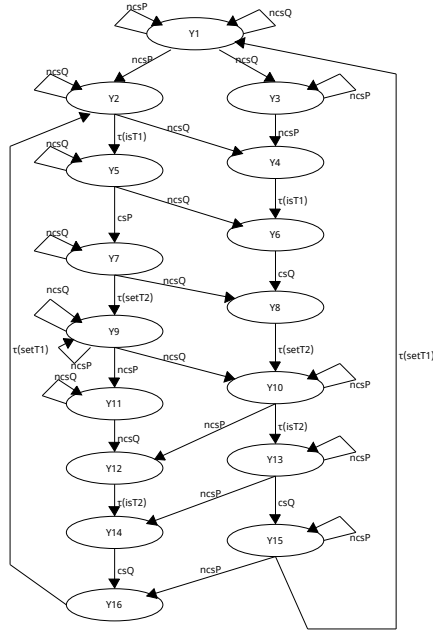 ncsP
ncsQ
Y1
ncsP
ncsQ
ncsQ
Y2
Y3
ncsP
τ(isT1)
ncsQ
ncsP
ncsQ
Y4
Y5
τ(isT1)
ncsQ
csP
Y6
ncsQ
csQ
Y7
ncsQ
τ(setT2)
ncsQ
Y8
Y9
τ(setT1)
τ(setT2)
τ(setT1)
ncsQ
ncsP
ncsP
ncsQ
Y10
ncsP
Y11
τ(isT2)
ncsP
ncsQ
Y12
Y13
ncsP
τ(isT2)
ncsP
csQ
Y14
Y15
ncsP
csQ
ncsP
Y16